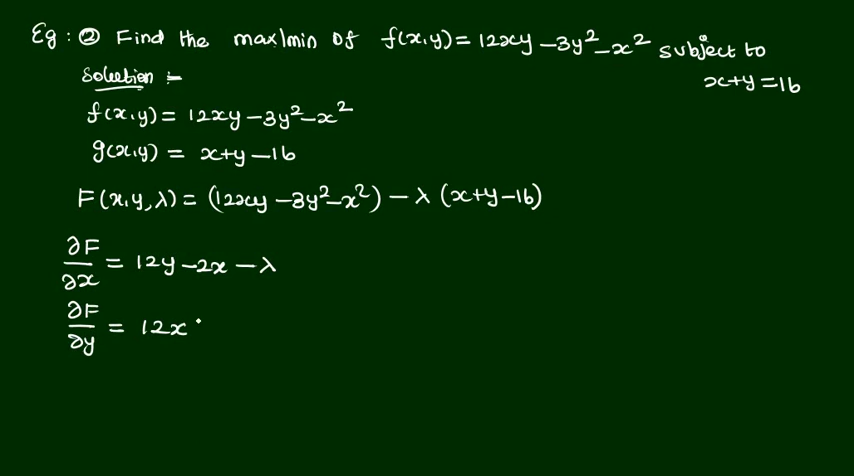 Eg : ② Find the max/min of f(x,y) = 12xy - 3y² - x² subject to
x+y = 16
Solution :-
f(x,y) = 12xy - 3y² - x²
g(x,y) = x+y - 16
F(x,y,λ) = (12xy - 3y² - x²) - λ (x+y - 16)
∂F/∂x = 12y - 2x - λ
∂F/∂y = 12x